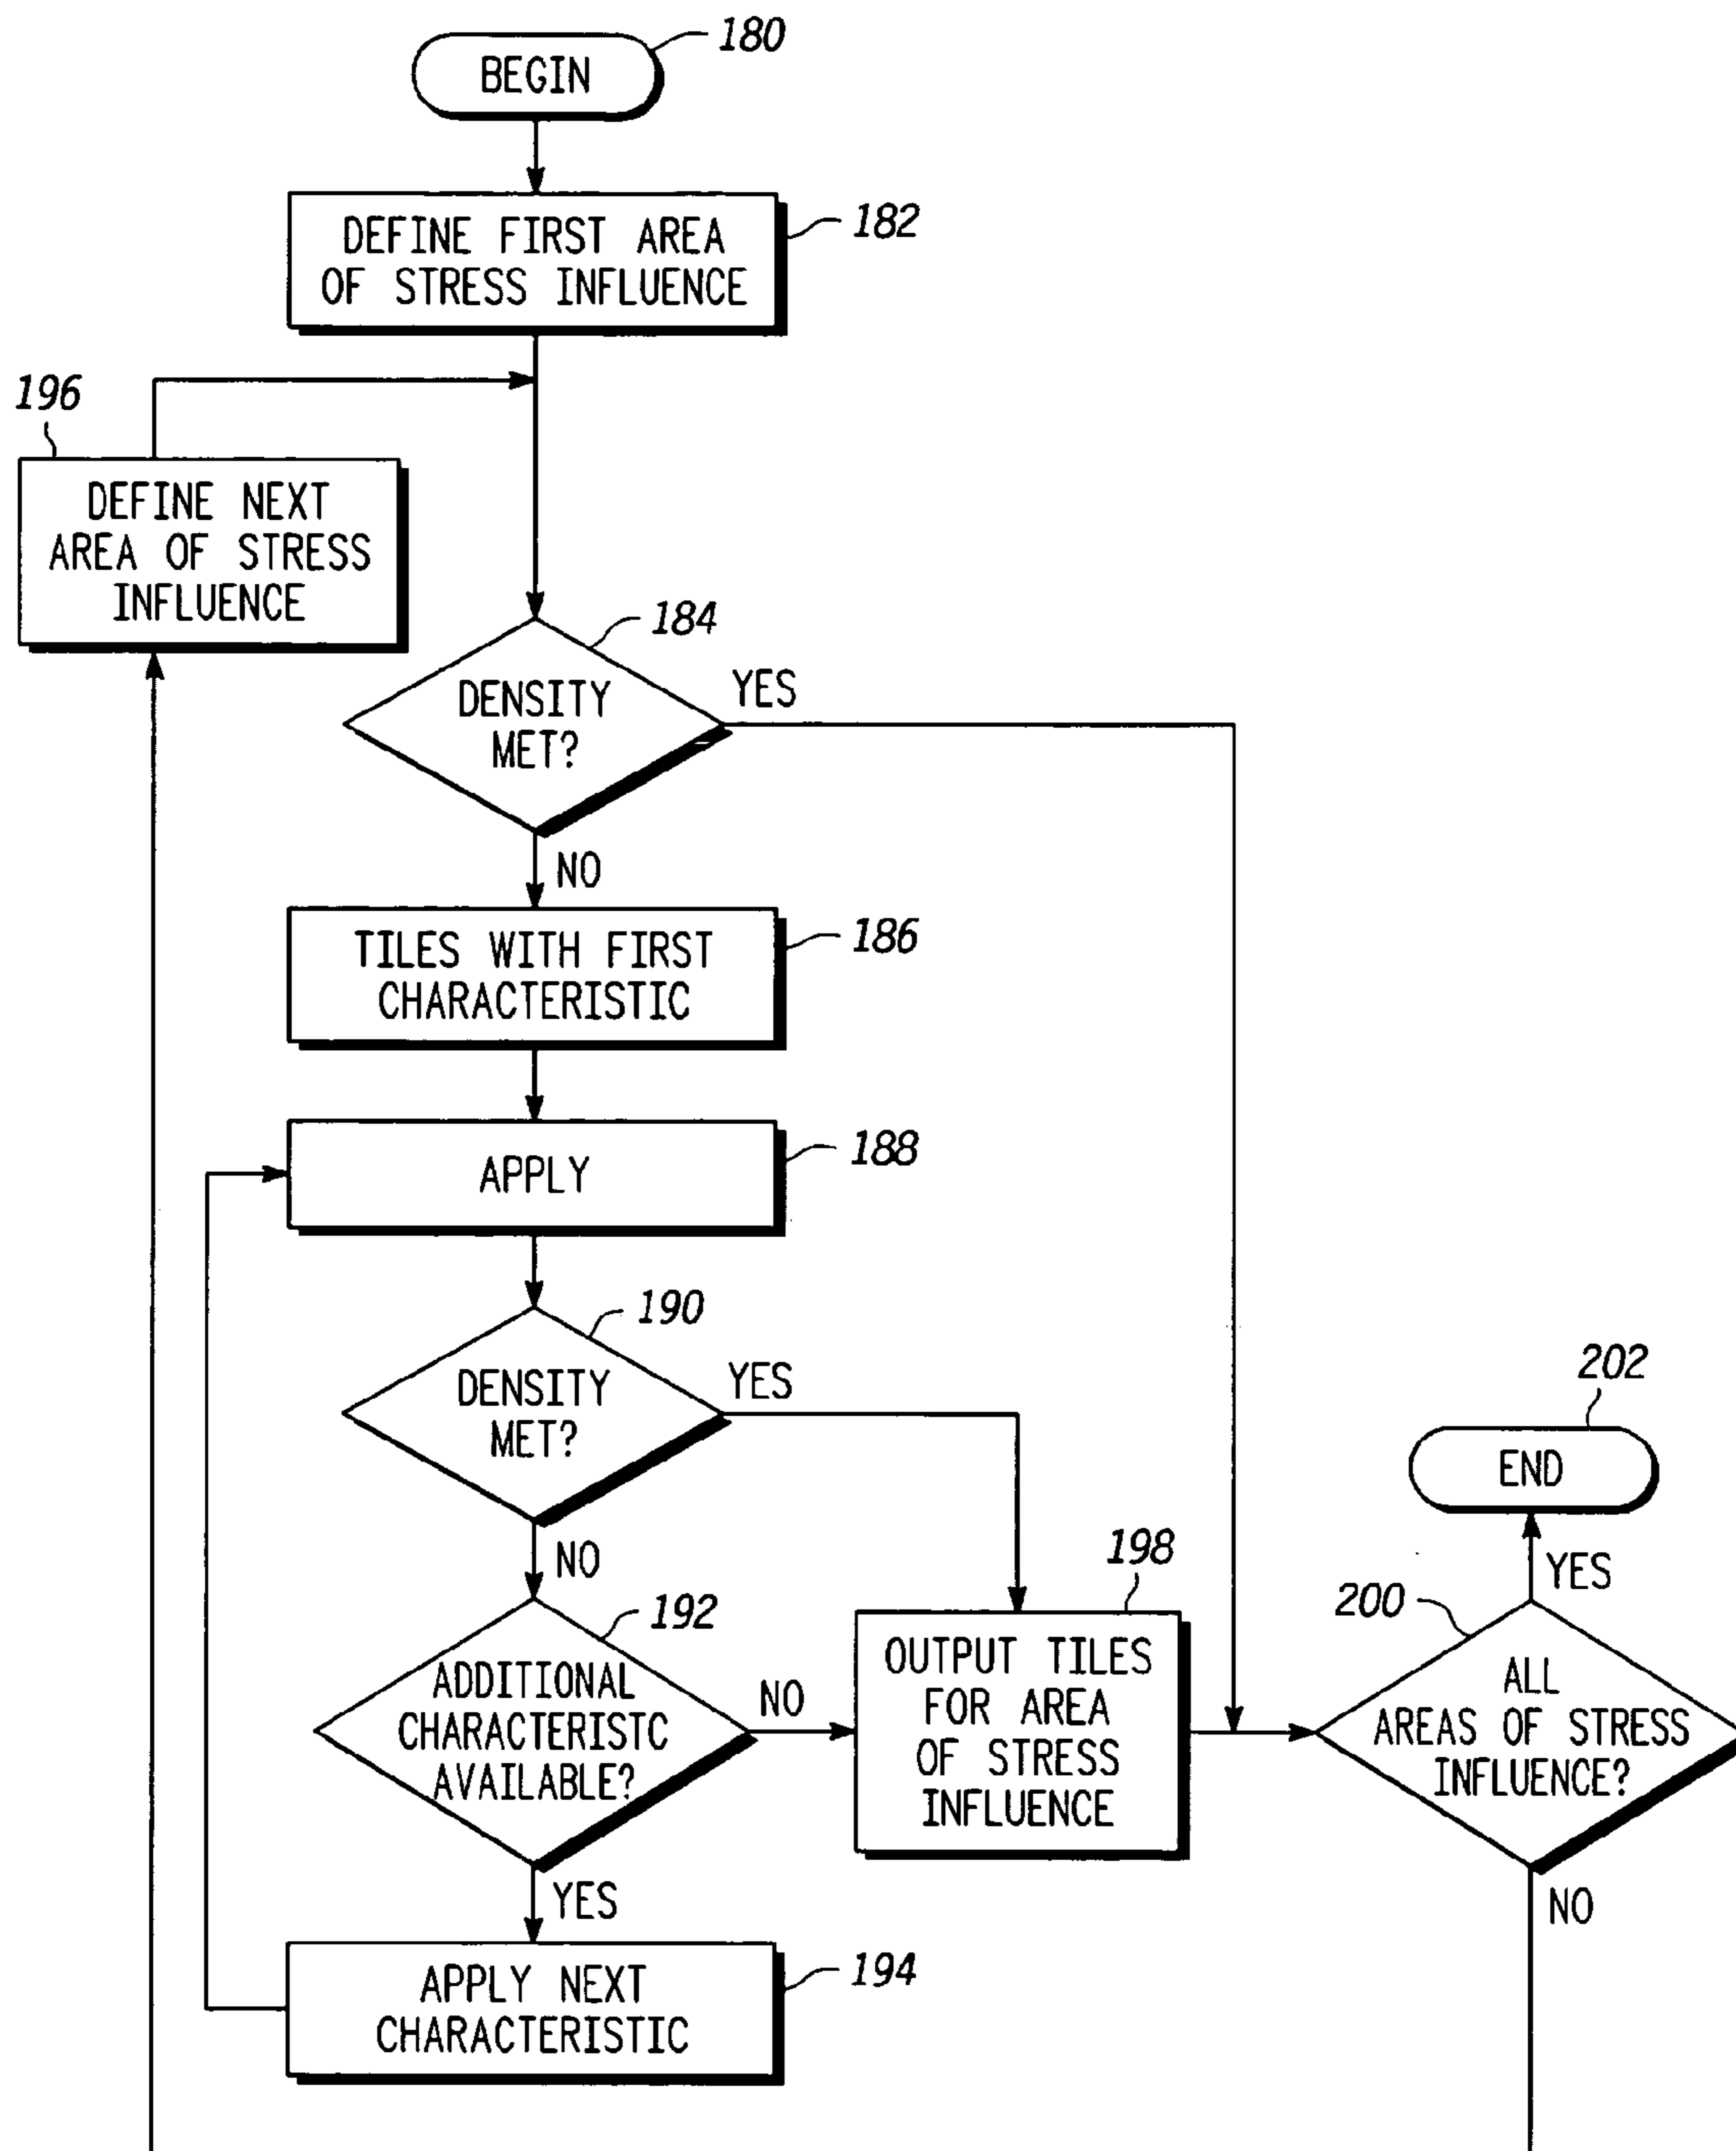 180
BEGIN
182
DEFINE FIRST AREA
OF STRESS INFLUENCE
196
DEFINE NEXT
AREA OF STRESS
INFLUENCE
184
DENSITY
MET?
YES
NO
186
TILES WITH FIRST
CHARACTERISTIC
188
APPLY
190
DENSITY
MET?
YES
NO
192
ADDITIONAL
CHARACTERISTC
AVAILABLE?
NO
YES
194
APPLY NEXT
CHARACTERISTIC
198
OUTPUT TILES
FOR AREA
OF STRESS
INFLUENCE
202
END
YES
200
ALL
AREAS OF STRESS
INFLUENCE?
NO